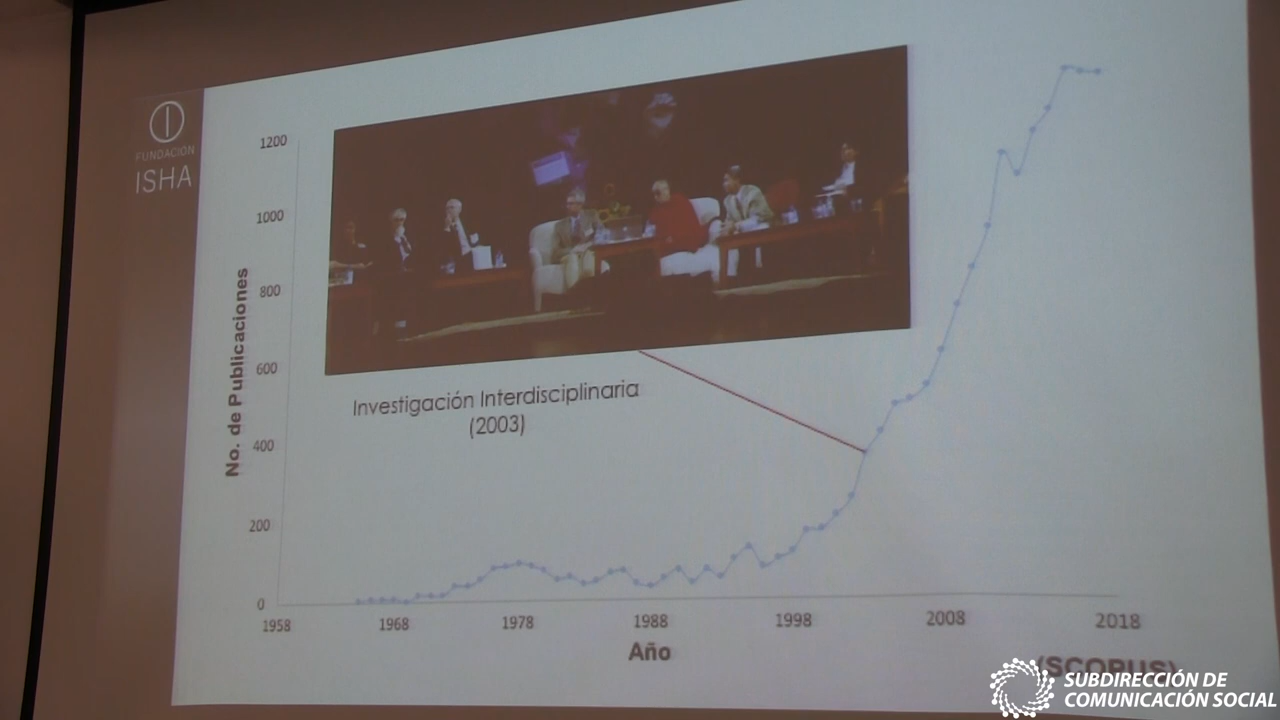 FUNDACION
ISHA
No. de Publicaciones
1200
1000
800
600
400
200
0
Investigación Interdisciplinaria
(2003)
1958
1968
1978
1988
1998
2008
2018
Año
(SCOPUS)
SUBDIRECCIÓN DE
COMUNICACIÓN SOCIAL